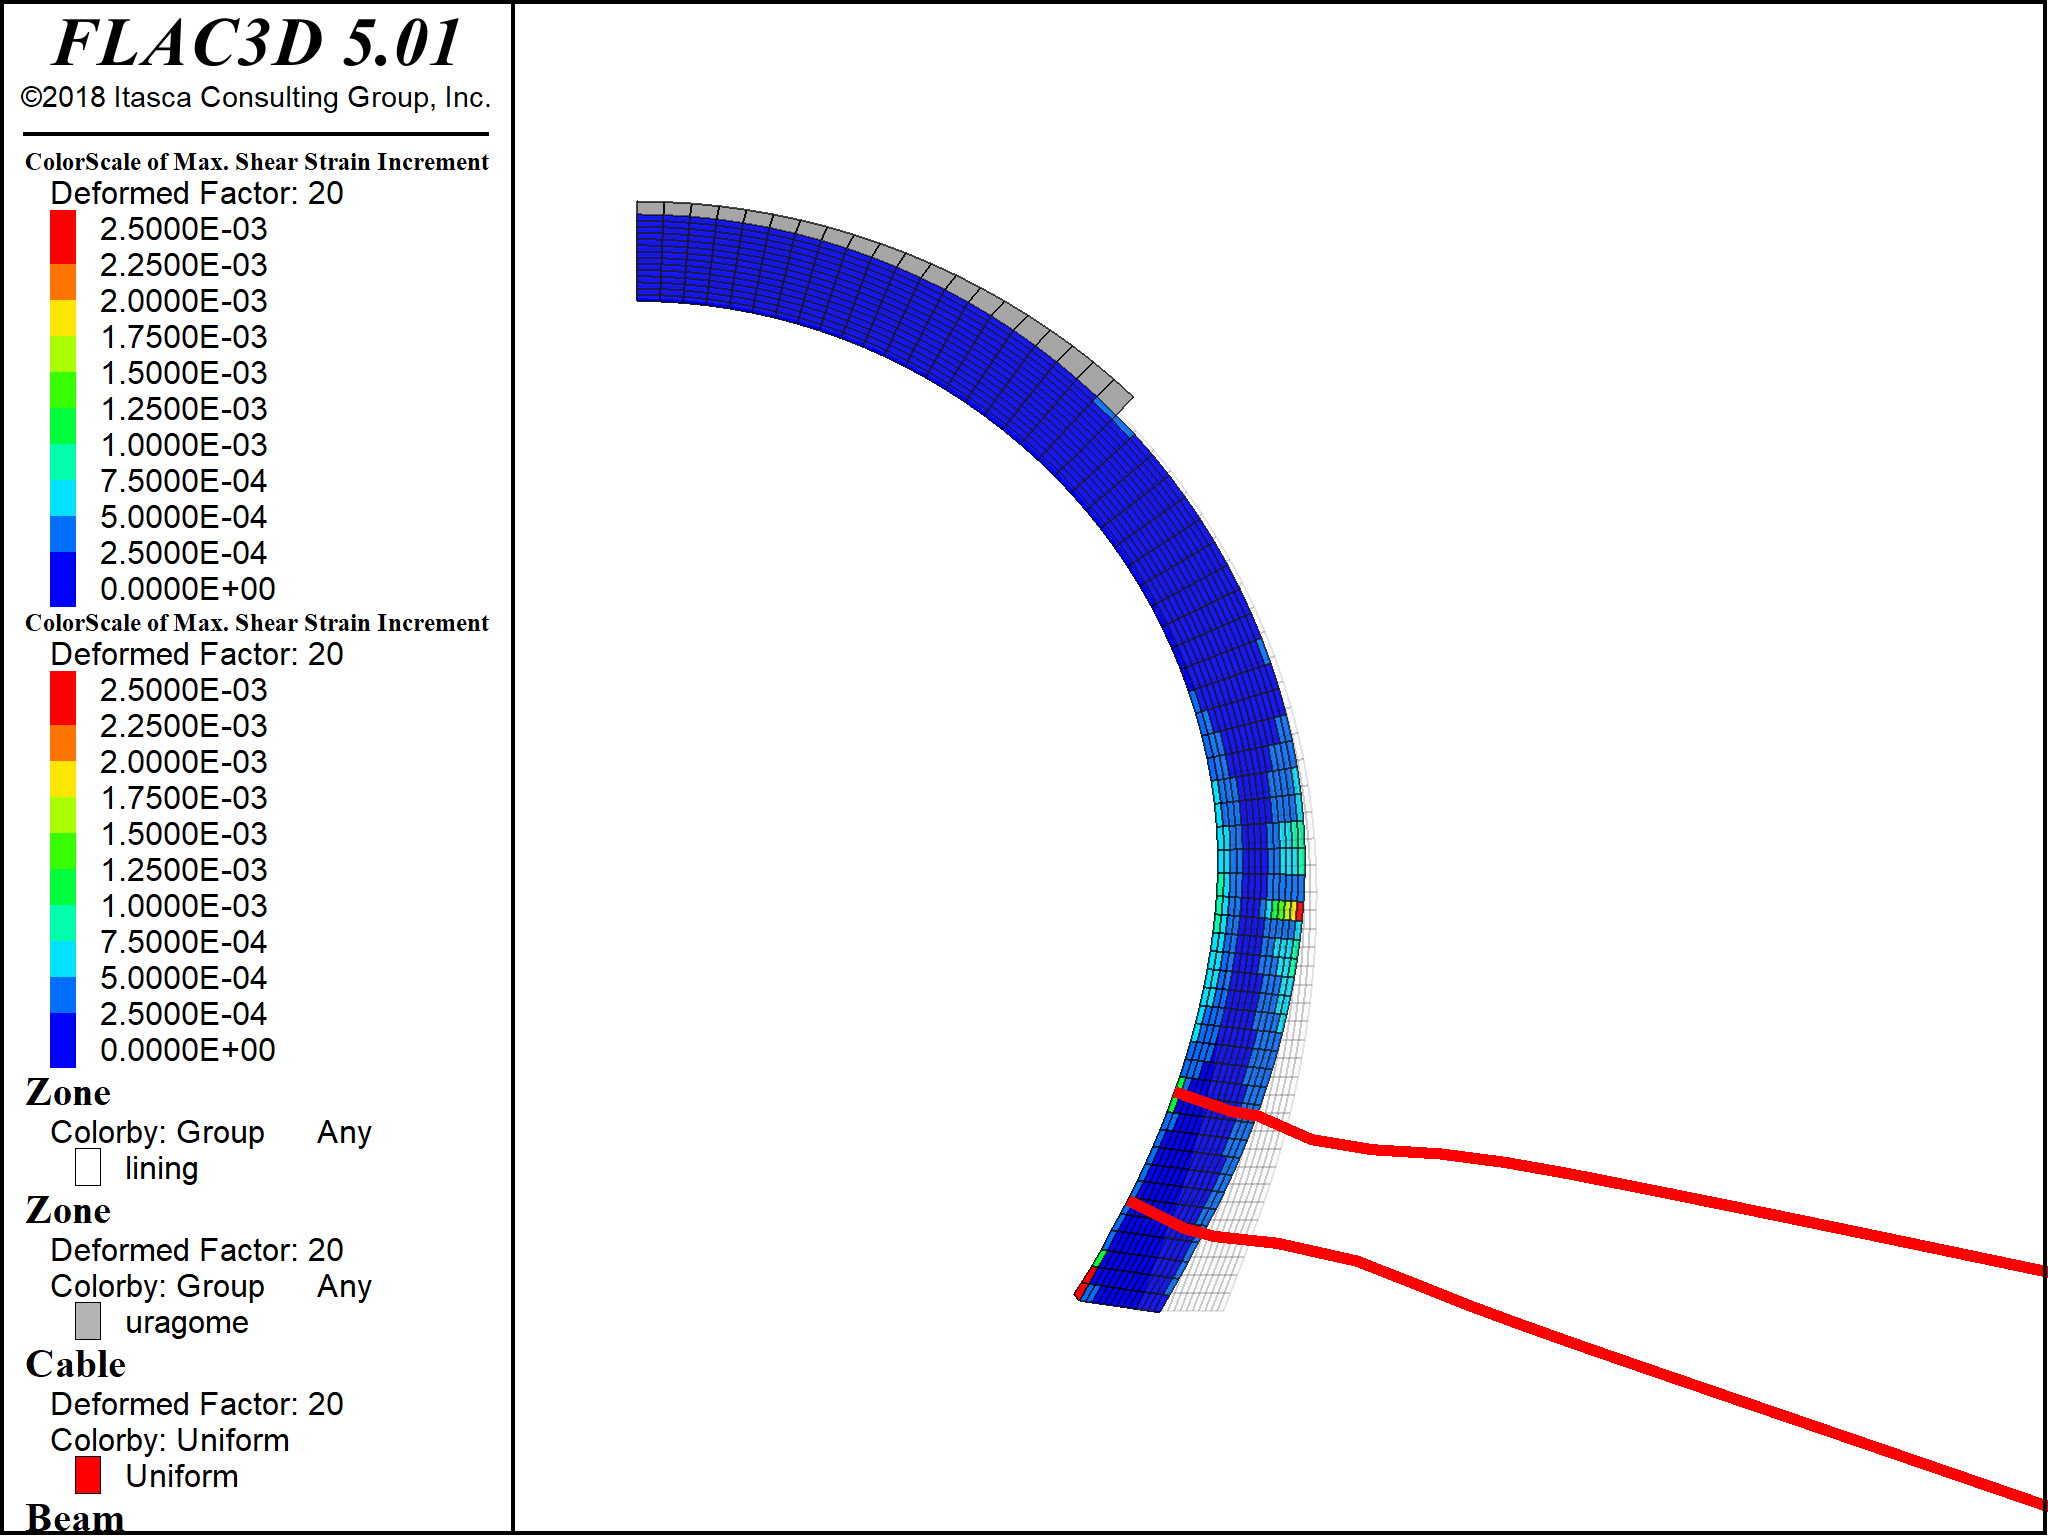 FLAC3D 5.01
©2018 Itasca Consulting Group, Inc.
ColorScale of Max. Shear Strain Increment
Deformed Factor: 20
2.5000E-03
2.2500E-03
2.0000E-03
1.7500E-03
1.5000E-03
1.2500E-03
1.0000E-03
7.5000E-04
5.0000E-04
2.5000E-04
0.0000E+00
ColorScale of Max. Shear Strain Increment
Deformed Factor: 20
2.5000E-03
2.2500E-03
2.0000E-03
1.7500E-03
1.5000E-03
1.2500E-03
1.0000E-03
7.5000E-04
5.0000E-04
2.5000E-04
0.0000E+00
Zone
Colorby: Group Any
lining
Zone
Deformed Factor: 20
Colorby: Group Any
uragome
Cable
Deformed Factor: 20
Colorby: Uniform
Uniform
Beam